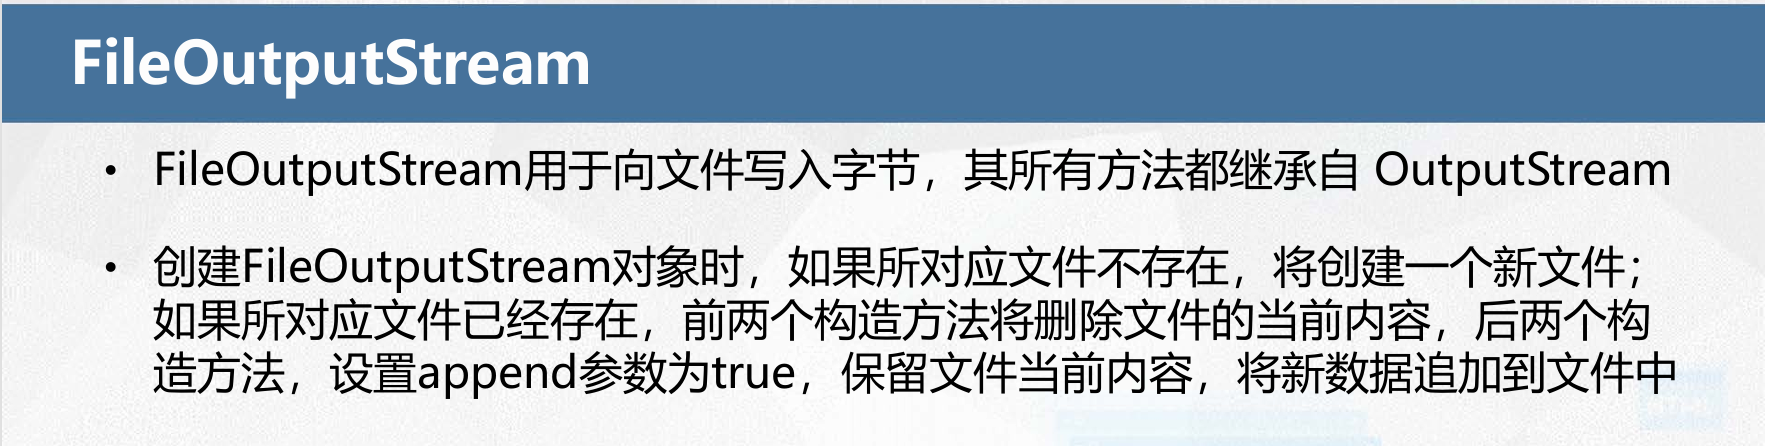 FileOutputStream
• FileOutputStream用于向文件写入字节，其所有方法都继承自 OutputStream
• 创建FileOutputStream对象时，如果所对应文件不存在，将创建一个新文件；
如果所对应文件已经存在，前两个构造方法将删除文件的当前内容，后两个构
造方法，设置append参数为true，保留文件当前内容，将新数据追加到文件中